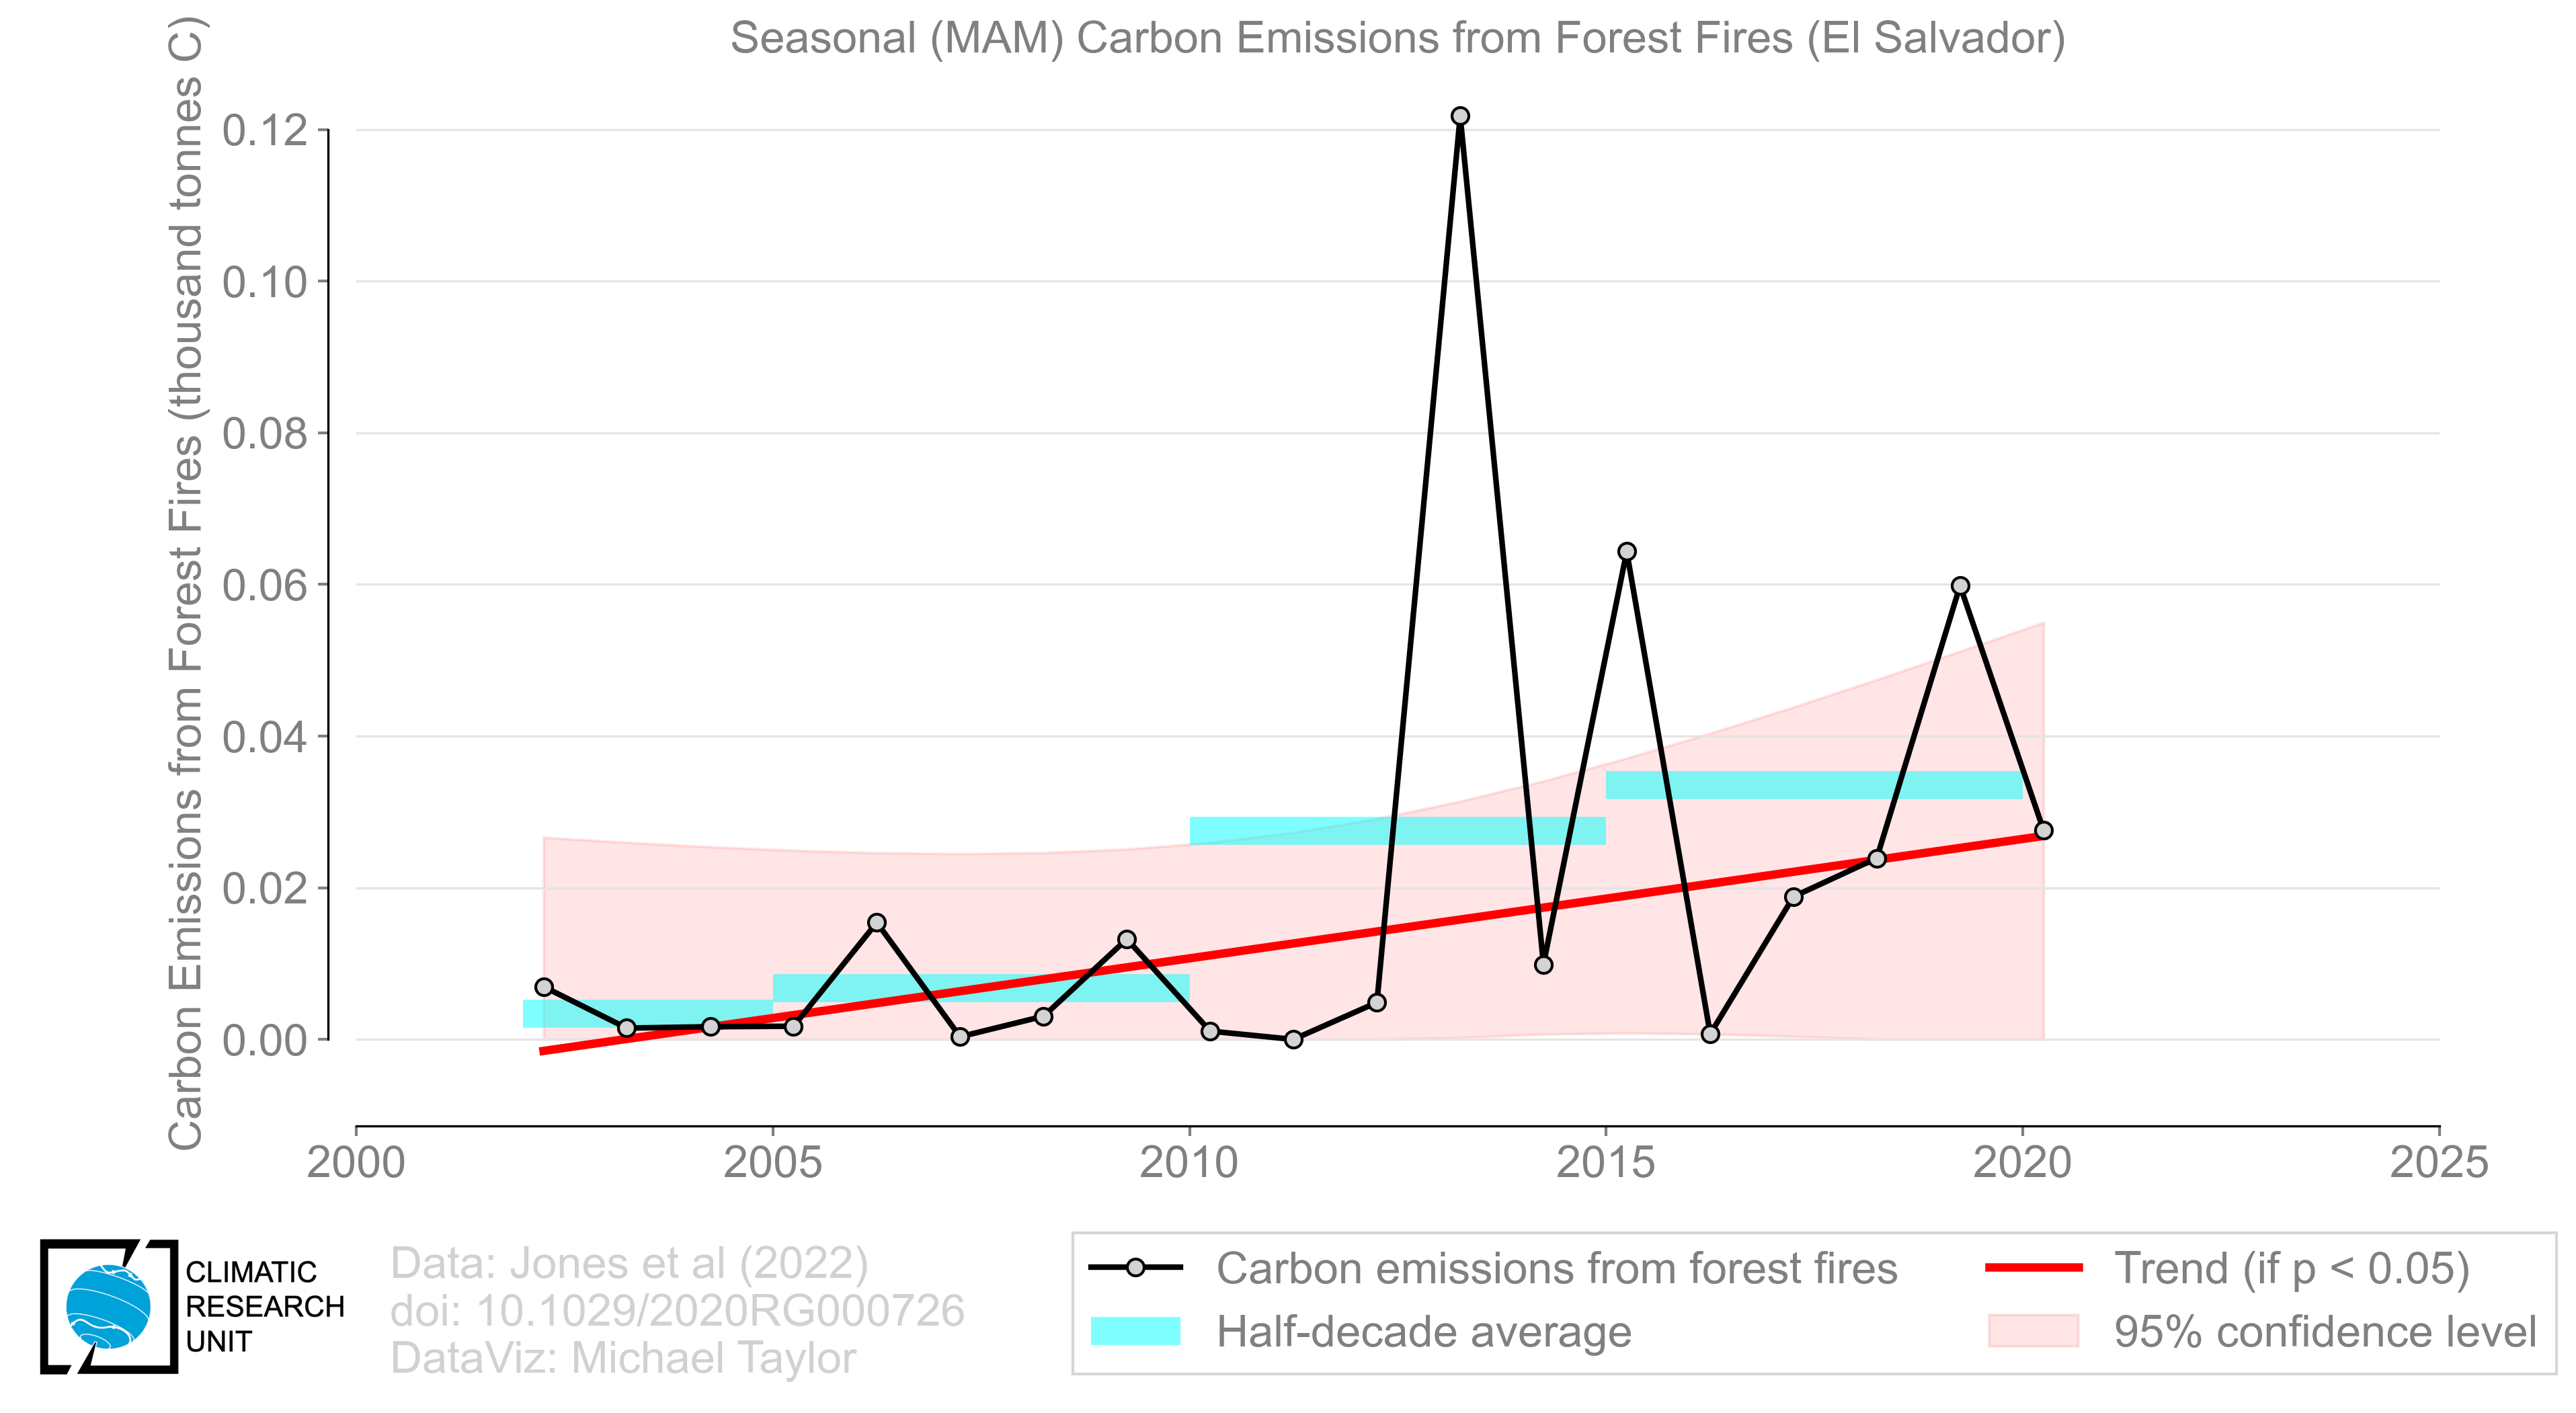 Seasonal (MAM) Carbon Emissions from Forest Fires (El Salvador)
Carbon Emissions from Forest Fires (thousand tonnes C)
0.12
0.10
0.08
0.06
0.04
0.02
0.00
2000 2005 2010 2015 2020 2025
CLIMATIC
RESEARCH
UNIT
Data: Jones et al (2022)
doi: 10.1029/2020RG000726
DataViz: Michael Taylor
Carbon emissions from forest fires
Half-decade average
Trend (if p < 0.05)
95% confidence level